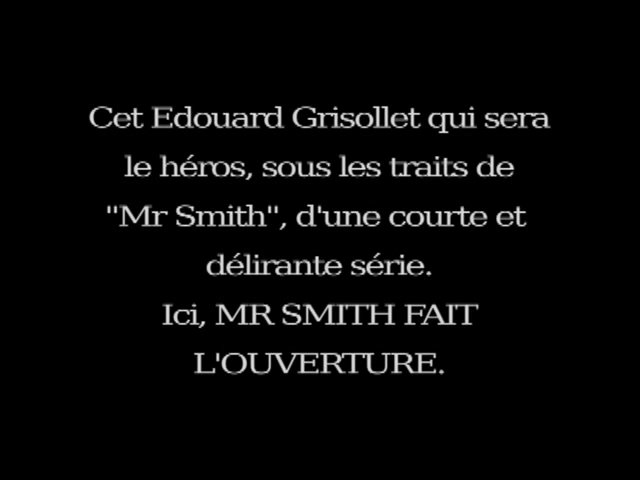 Cet Edouard Grisollet qui sera
le héros, sous les traits de
"Mr Smith", d'une courte et
délirante série.
Ici, MR SMITH FAIT
L'OUVERTURE.